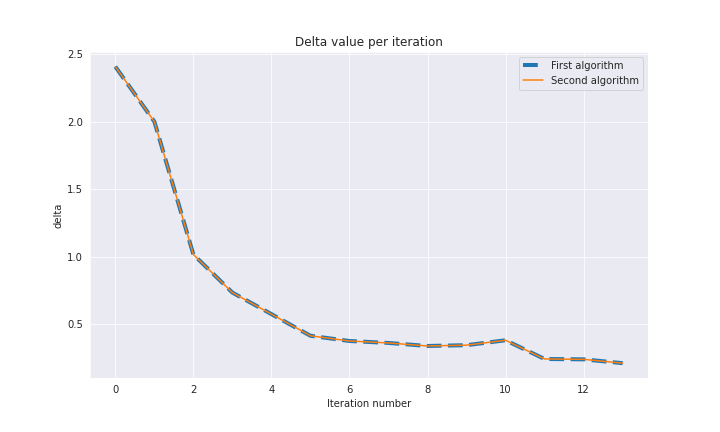 Delta value per iteration
2.5
First algorithm
Second algorithm
2.0
1.5
delta
1.0
0.5
0 2 4 6 8 10 12
Iteration number